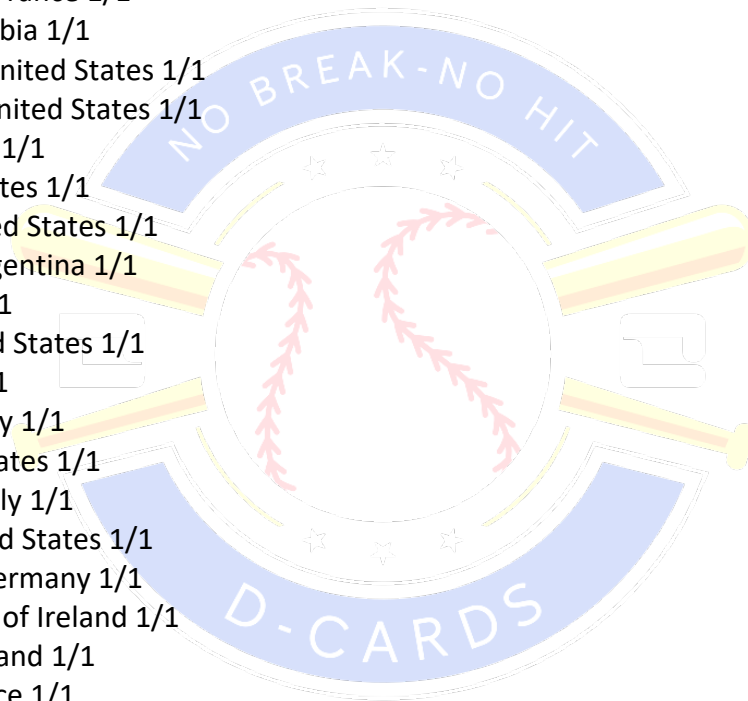 bia 1/1
nited States 1/1
nited States 1/1
1/1
tes 1/1
ed States 1/1
gentina 1/1
1
d States 1/1
1
y 1/1
ates 1/1
ly 1/1
d States 1/1
ermany 1/1
of Ireland 1/1
and 1/1
NO BREAK-NO HIT
D-CARDS